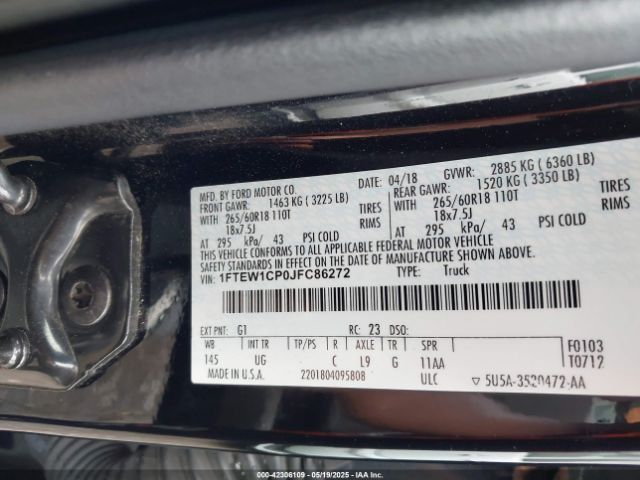 MFD. BY FORD MOTOR CO.
DATE: 04/18 GVWR: 2885 KG ( 6360 LB)
FRONT GAWR: 1463 KG ( 3225 LB) REAR GAWR: 1520 KG ( 3350 LB)
WITH 265/60R18 110T TIRES WITH 265/60R18 110T TIRES
18x7.5J RIMS 18x7.5J RIMS
AT 295 kPa/ 43 PSI COLD AT 295 kPa/ 43 PSI COLD
THIS VEHICLE CONFORMS TO ALL APPLICABLE FEDERAL MOTOR VEHICLE
SAFETY STANDARDS IN EFFECT ON THE DATE OF MANUFACTURE SHOWN ABOVE.
VIN: 1FTEW1CP0JFC86272 TYPE: Truck
EXT PNT: G1 RC: 23 DSO: F0103
WB INT TR TP/PS R AXLE TR SPR T0712
145 UG C L9 G 11AA
MADE IN U.S.A. 2201804095808 ULC ▽ 5U5A-3520472-AA
000-42306109 - 05/19/2025 - COPYRIGHT IAA